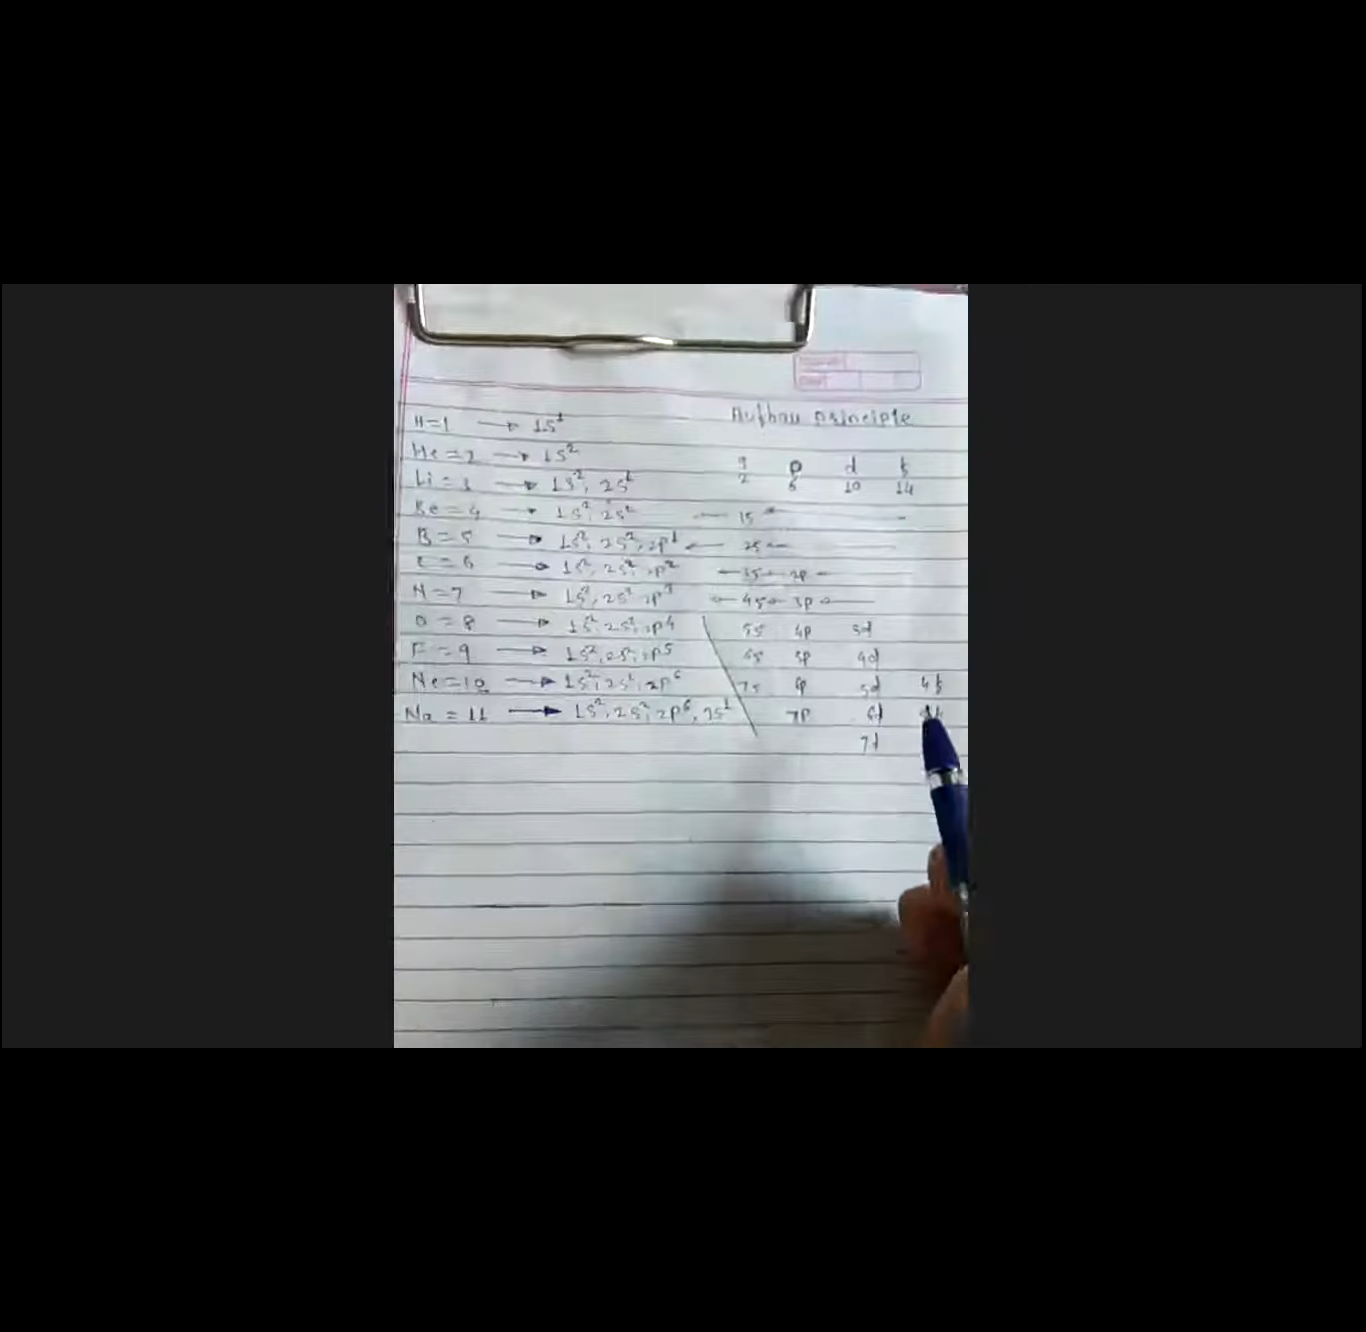 Aufbau principle
H = 1 → 1s¹
He = 2 → 1s²
Li = 3 → 1s², 2s¹
Be = 4 → 1s², 2s²
B = 5 → 1s², 2s², 2p¹
C = 6 → 1s², 2s², 2p²
N = 7 → 1s², 2s², 2p³
O = 8 → 1s², 2s², 2p⁴
F = 9 → 1s², 2s², 2p⁵
Ne = 10 → 1s², 2s², 2p⁶
Na = 11 → 1s², 2s², 2p⁶, 3s¹
s p d f
2 6 10 14
← 1s ←
← 2s ←
← 3s ← 2p ←
← 4s ← 3p ←
5s 4p 3d
6s 5p 4d
7s 6p 5d 4f
7p 6d
7d